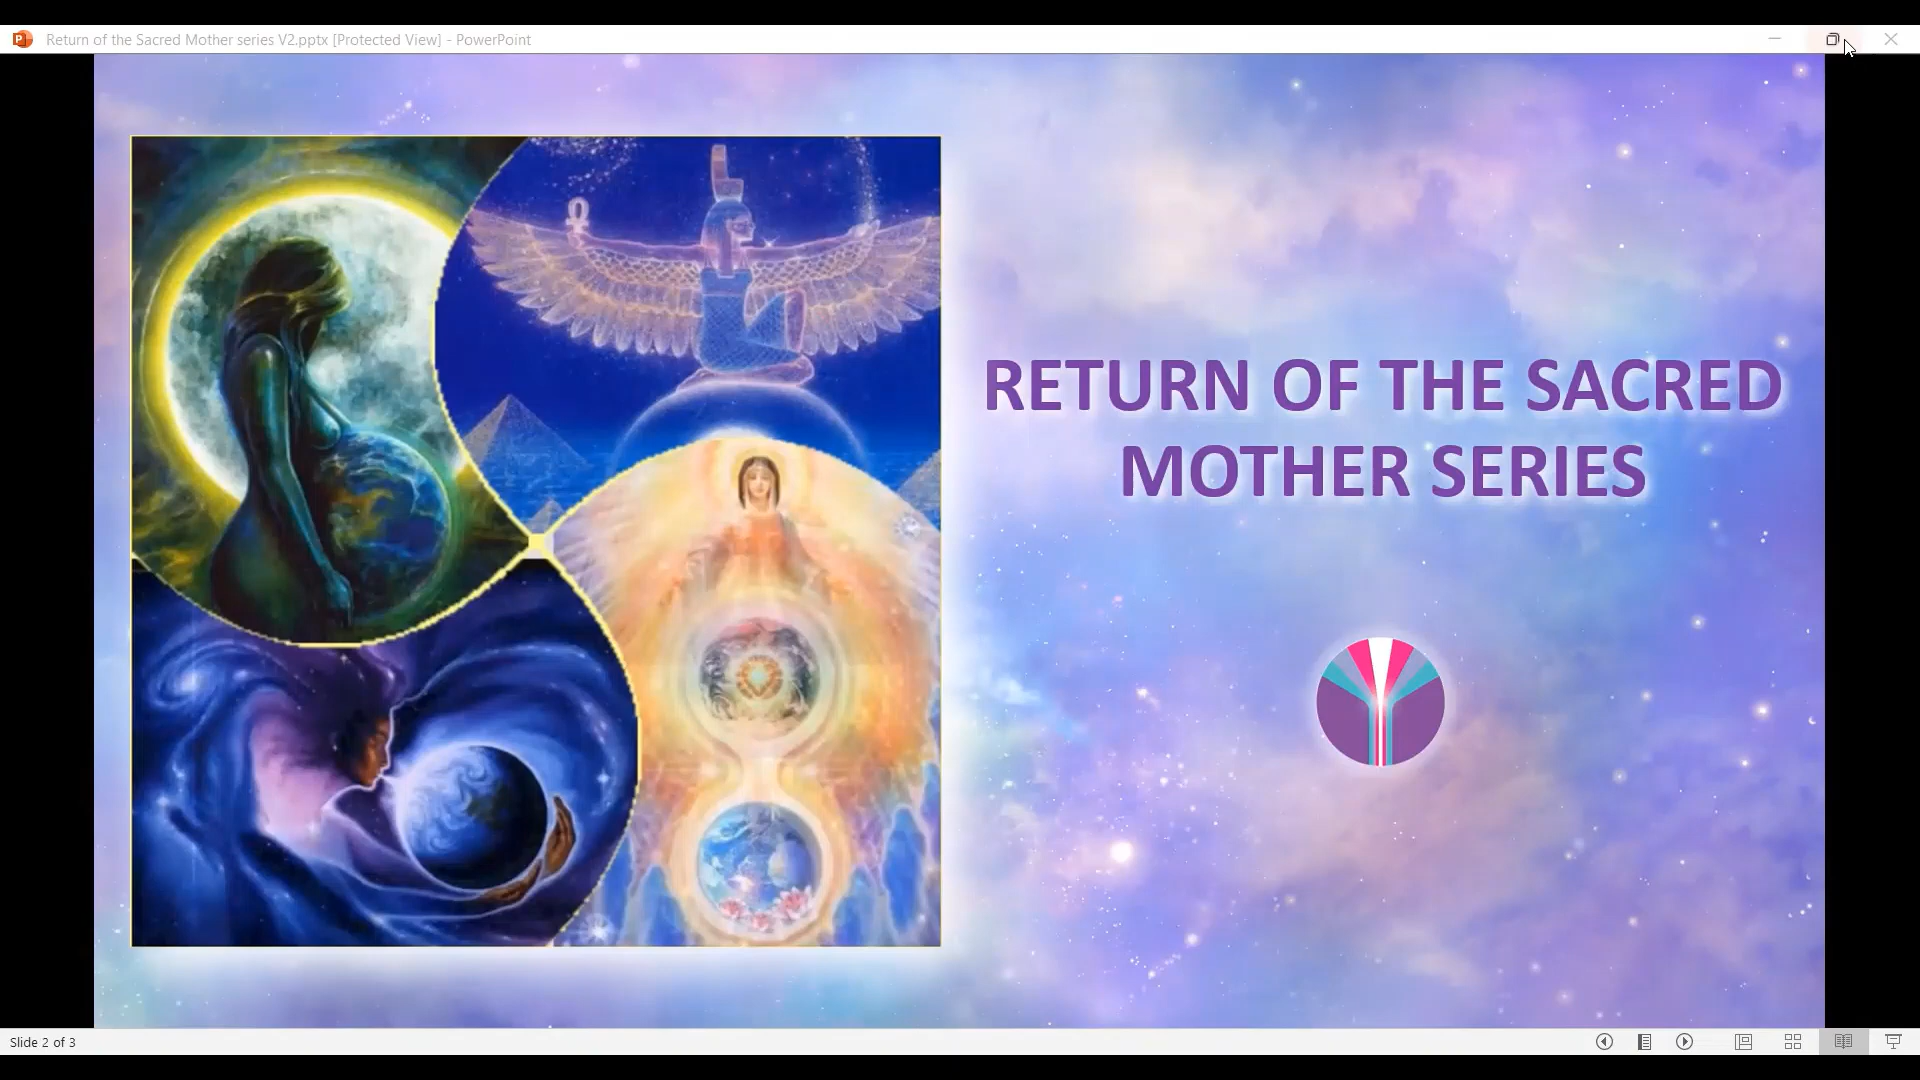 Return of the Sacred Mother series V2.pptx [Protected View] - PowerPoint
RETURN OF THE SACRED
MOTHER SERIES
Slide 2 of 3